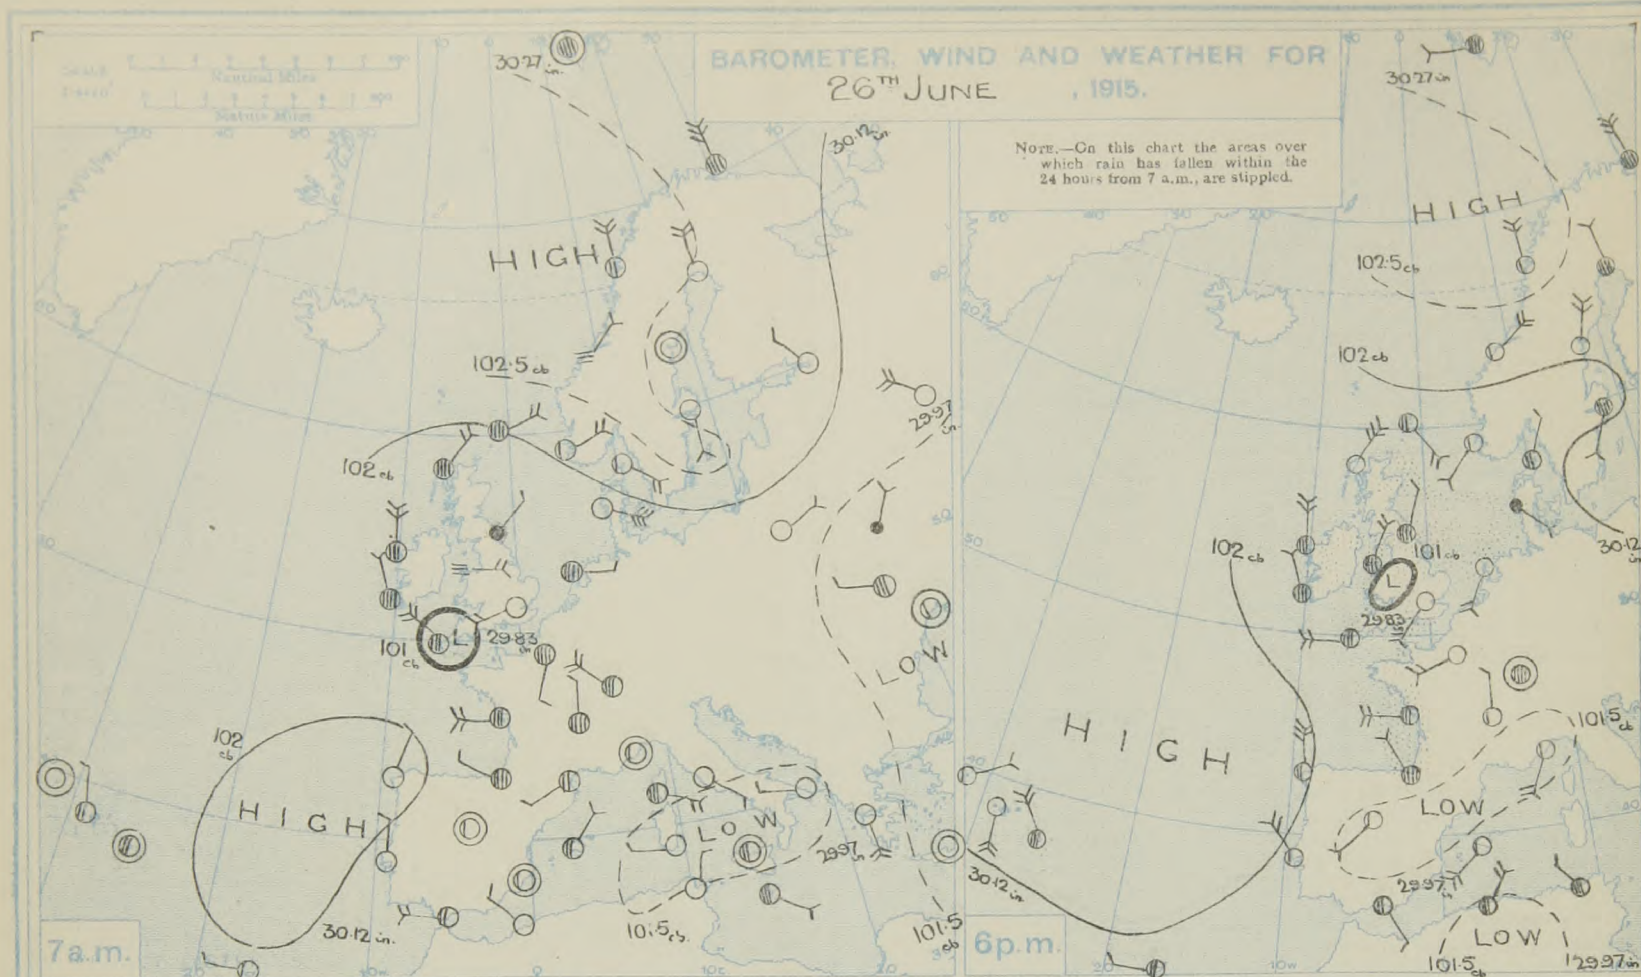 BAROMETER, WIND AND WEATHER FOR
26TH JUNE , 1915.
NOTE.—On this chart the areas over
which rain has fallen within the
24 hours from 7 a.m., are stippled.
Nautical Miles
Statute Miles
30.27 in.
30.12 in.
HIGH
102.5 cb
102 cb
29.97 in
L
29.83 in
101 cb
LOW
102 cb
HIGH
LOW
29.97 in
30.12 in.
101.5 cb.
101.5 cb
7a.m.
30.27 in
HIGH
102.5 cb
102 cb
30.12 in
102 cb
101 cb
L
29.83 in
HIGH
101.5 cb
LOW
29.97 in
30.12 in
LOW
101.5 cb
29.97 in
6p.m.